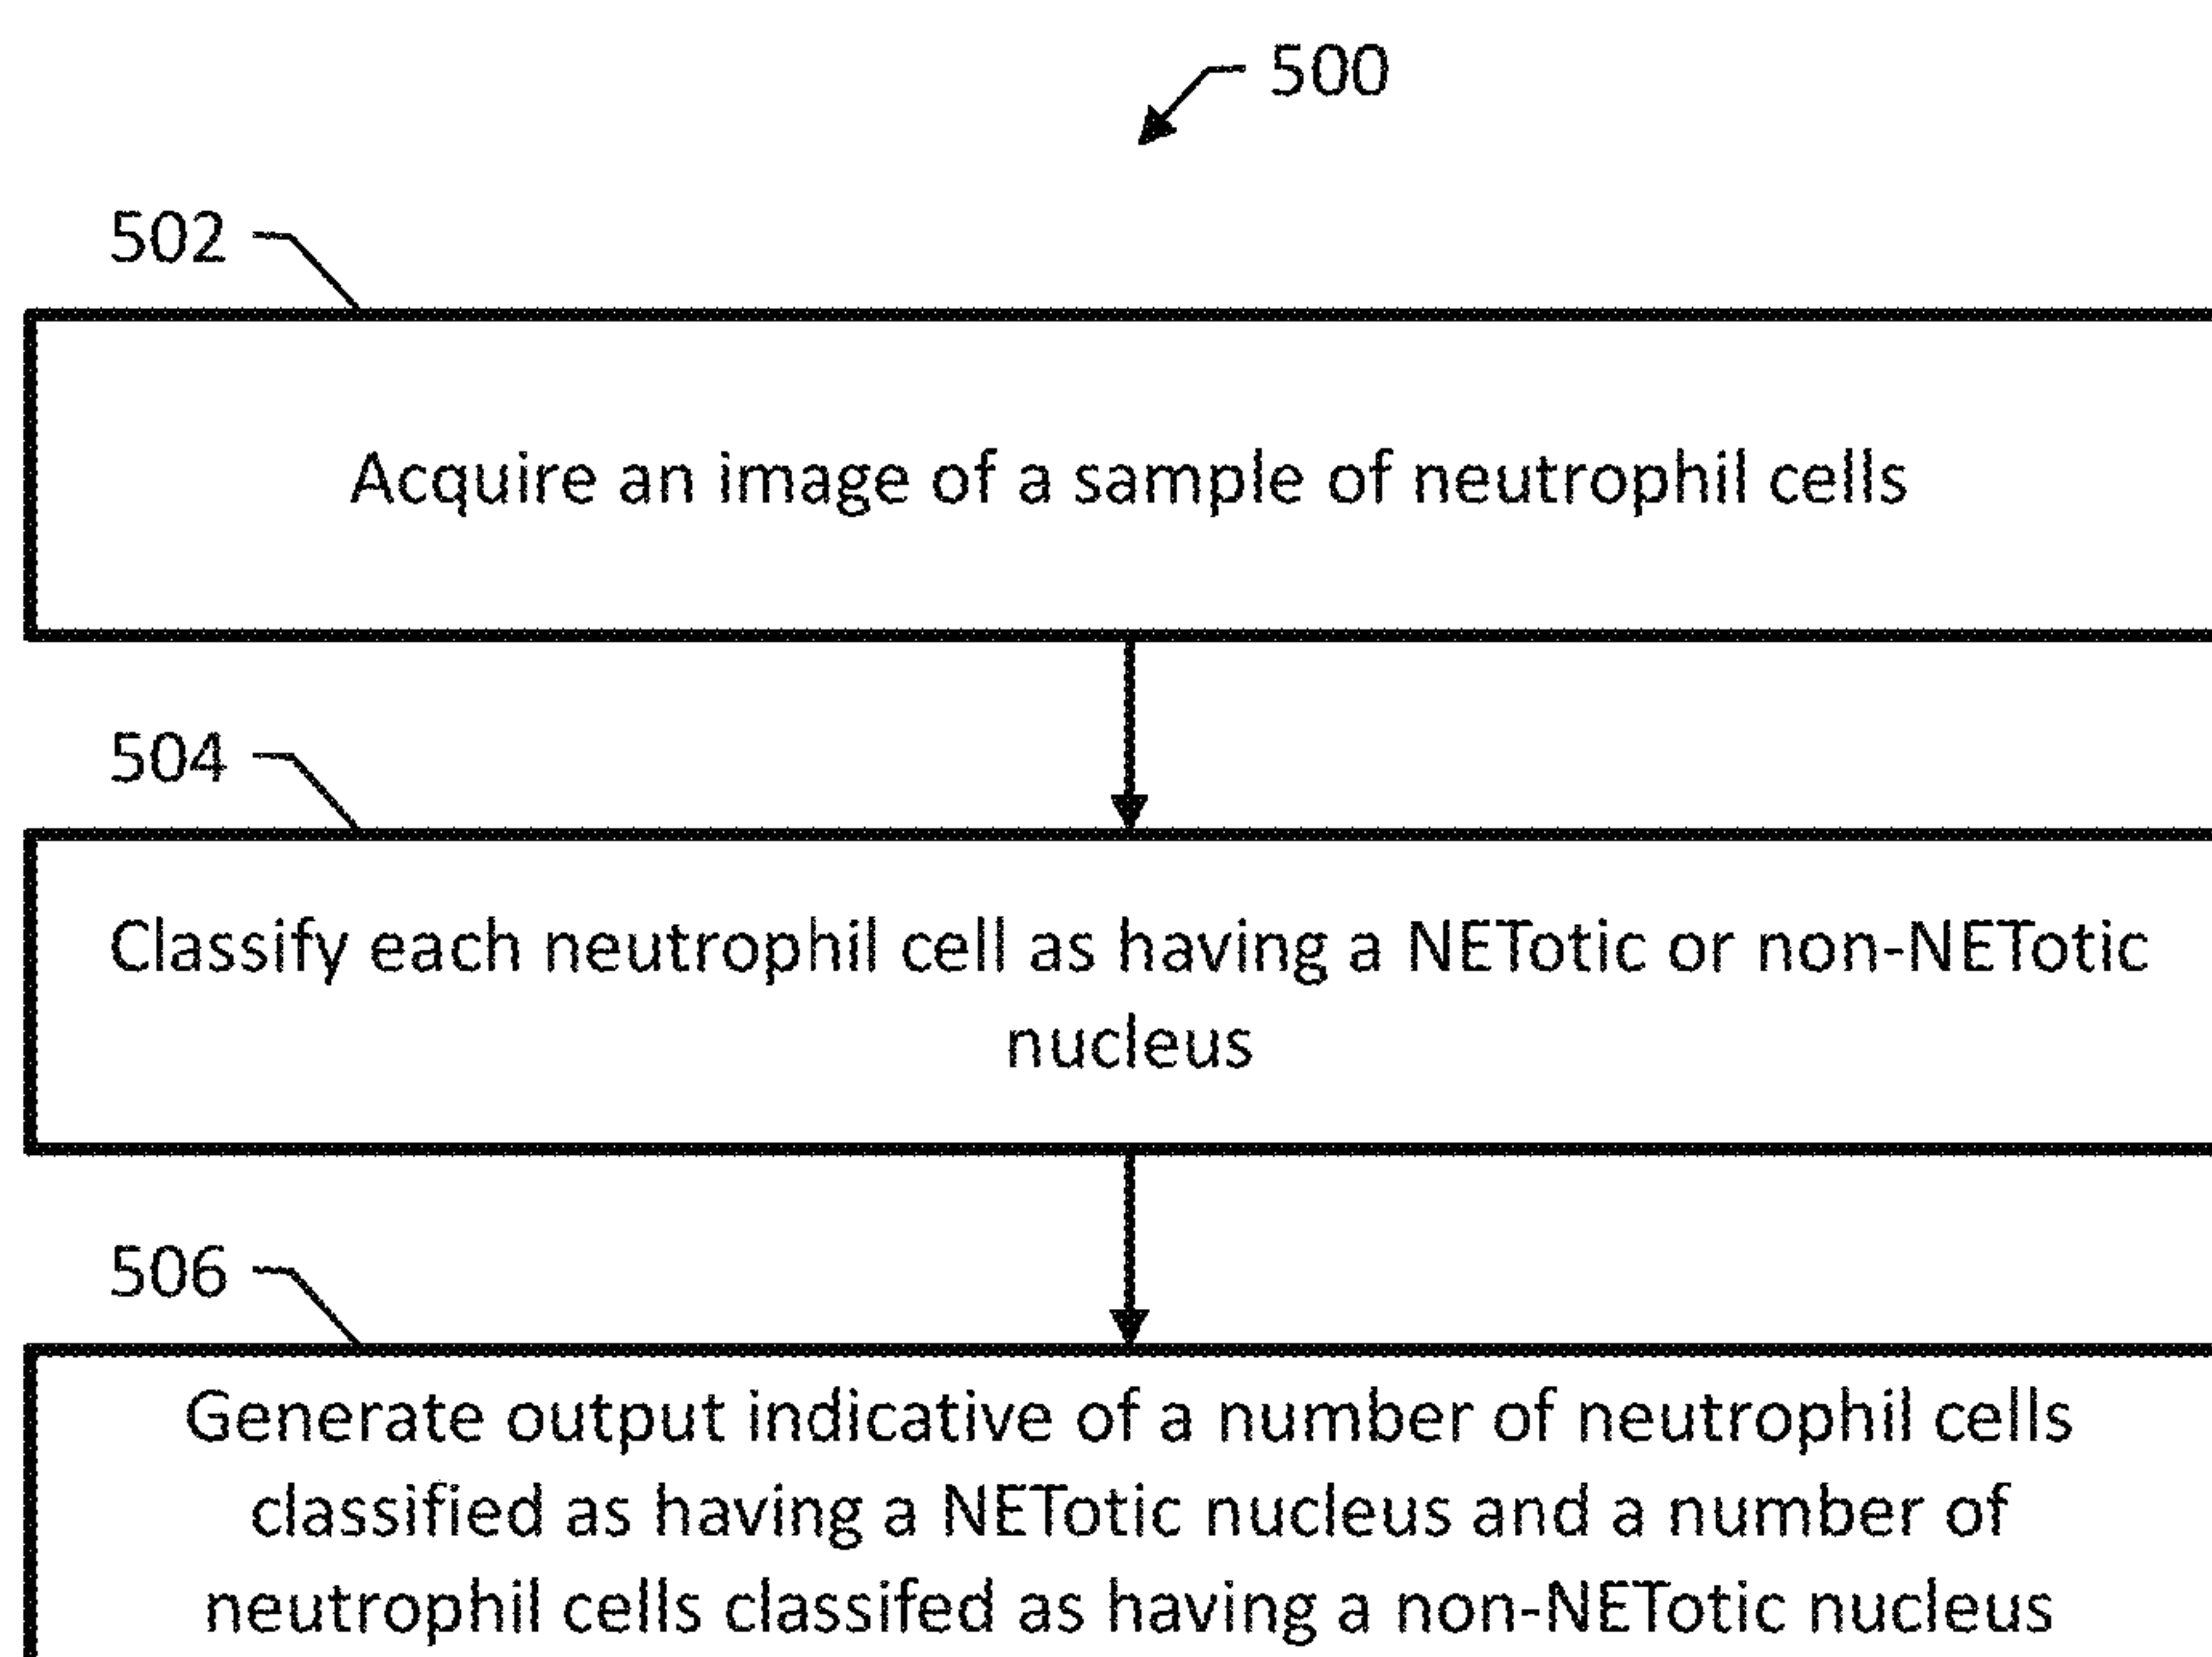 500
502
Acquire an image of a sample of neutrophil cells
504
Classify each neutrophil cell as having a NETotic or non-NETotic
nucleus
506
Generate output indicative of a number of neutrophil cells
classified as having a NETotic nucleus and a number of
neutrophil cells classifed as having a non-NETotic nucleus